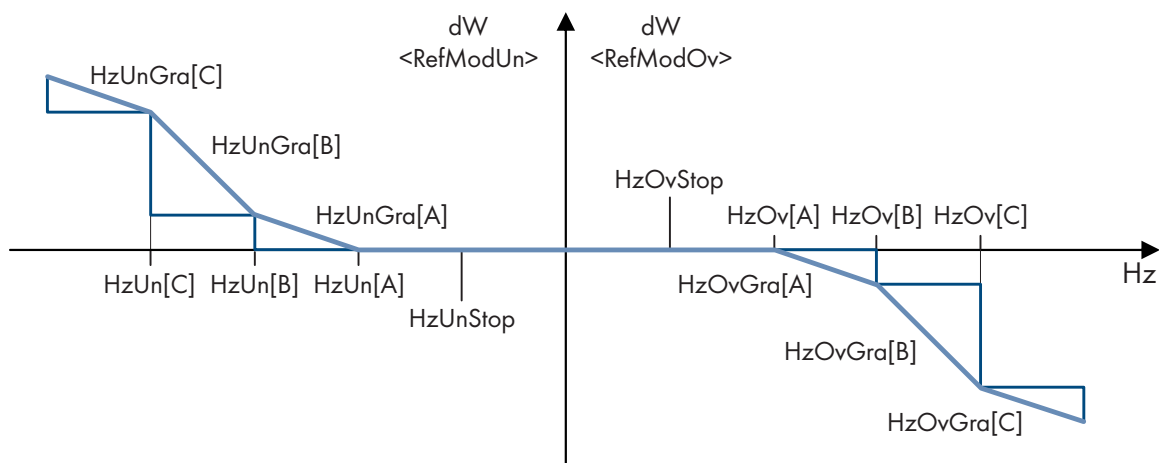 dW
<RefModUn>
dW
<RefModOv>
HzUnGra[C]
HzUnGra[B]
HzUnGra[A]
HzOvStop
HzOv[A]
HzOv[B]
HzOv[C]
HzUn[C]
HzUn[B]
HzUn[A]
HzUnStop
Hz
HzOvGra[A]
HzOvGra[B]
HzOvGra[C]